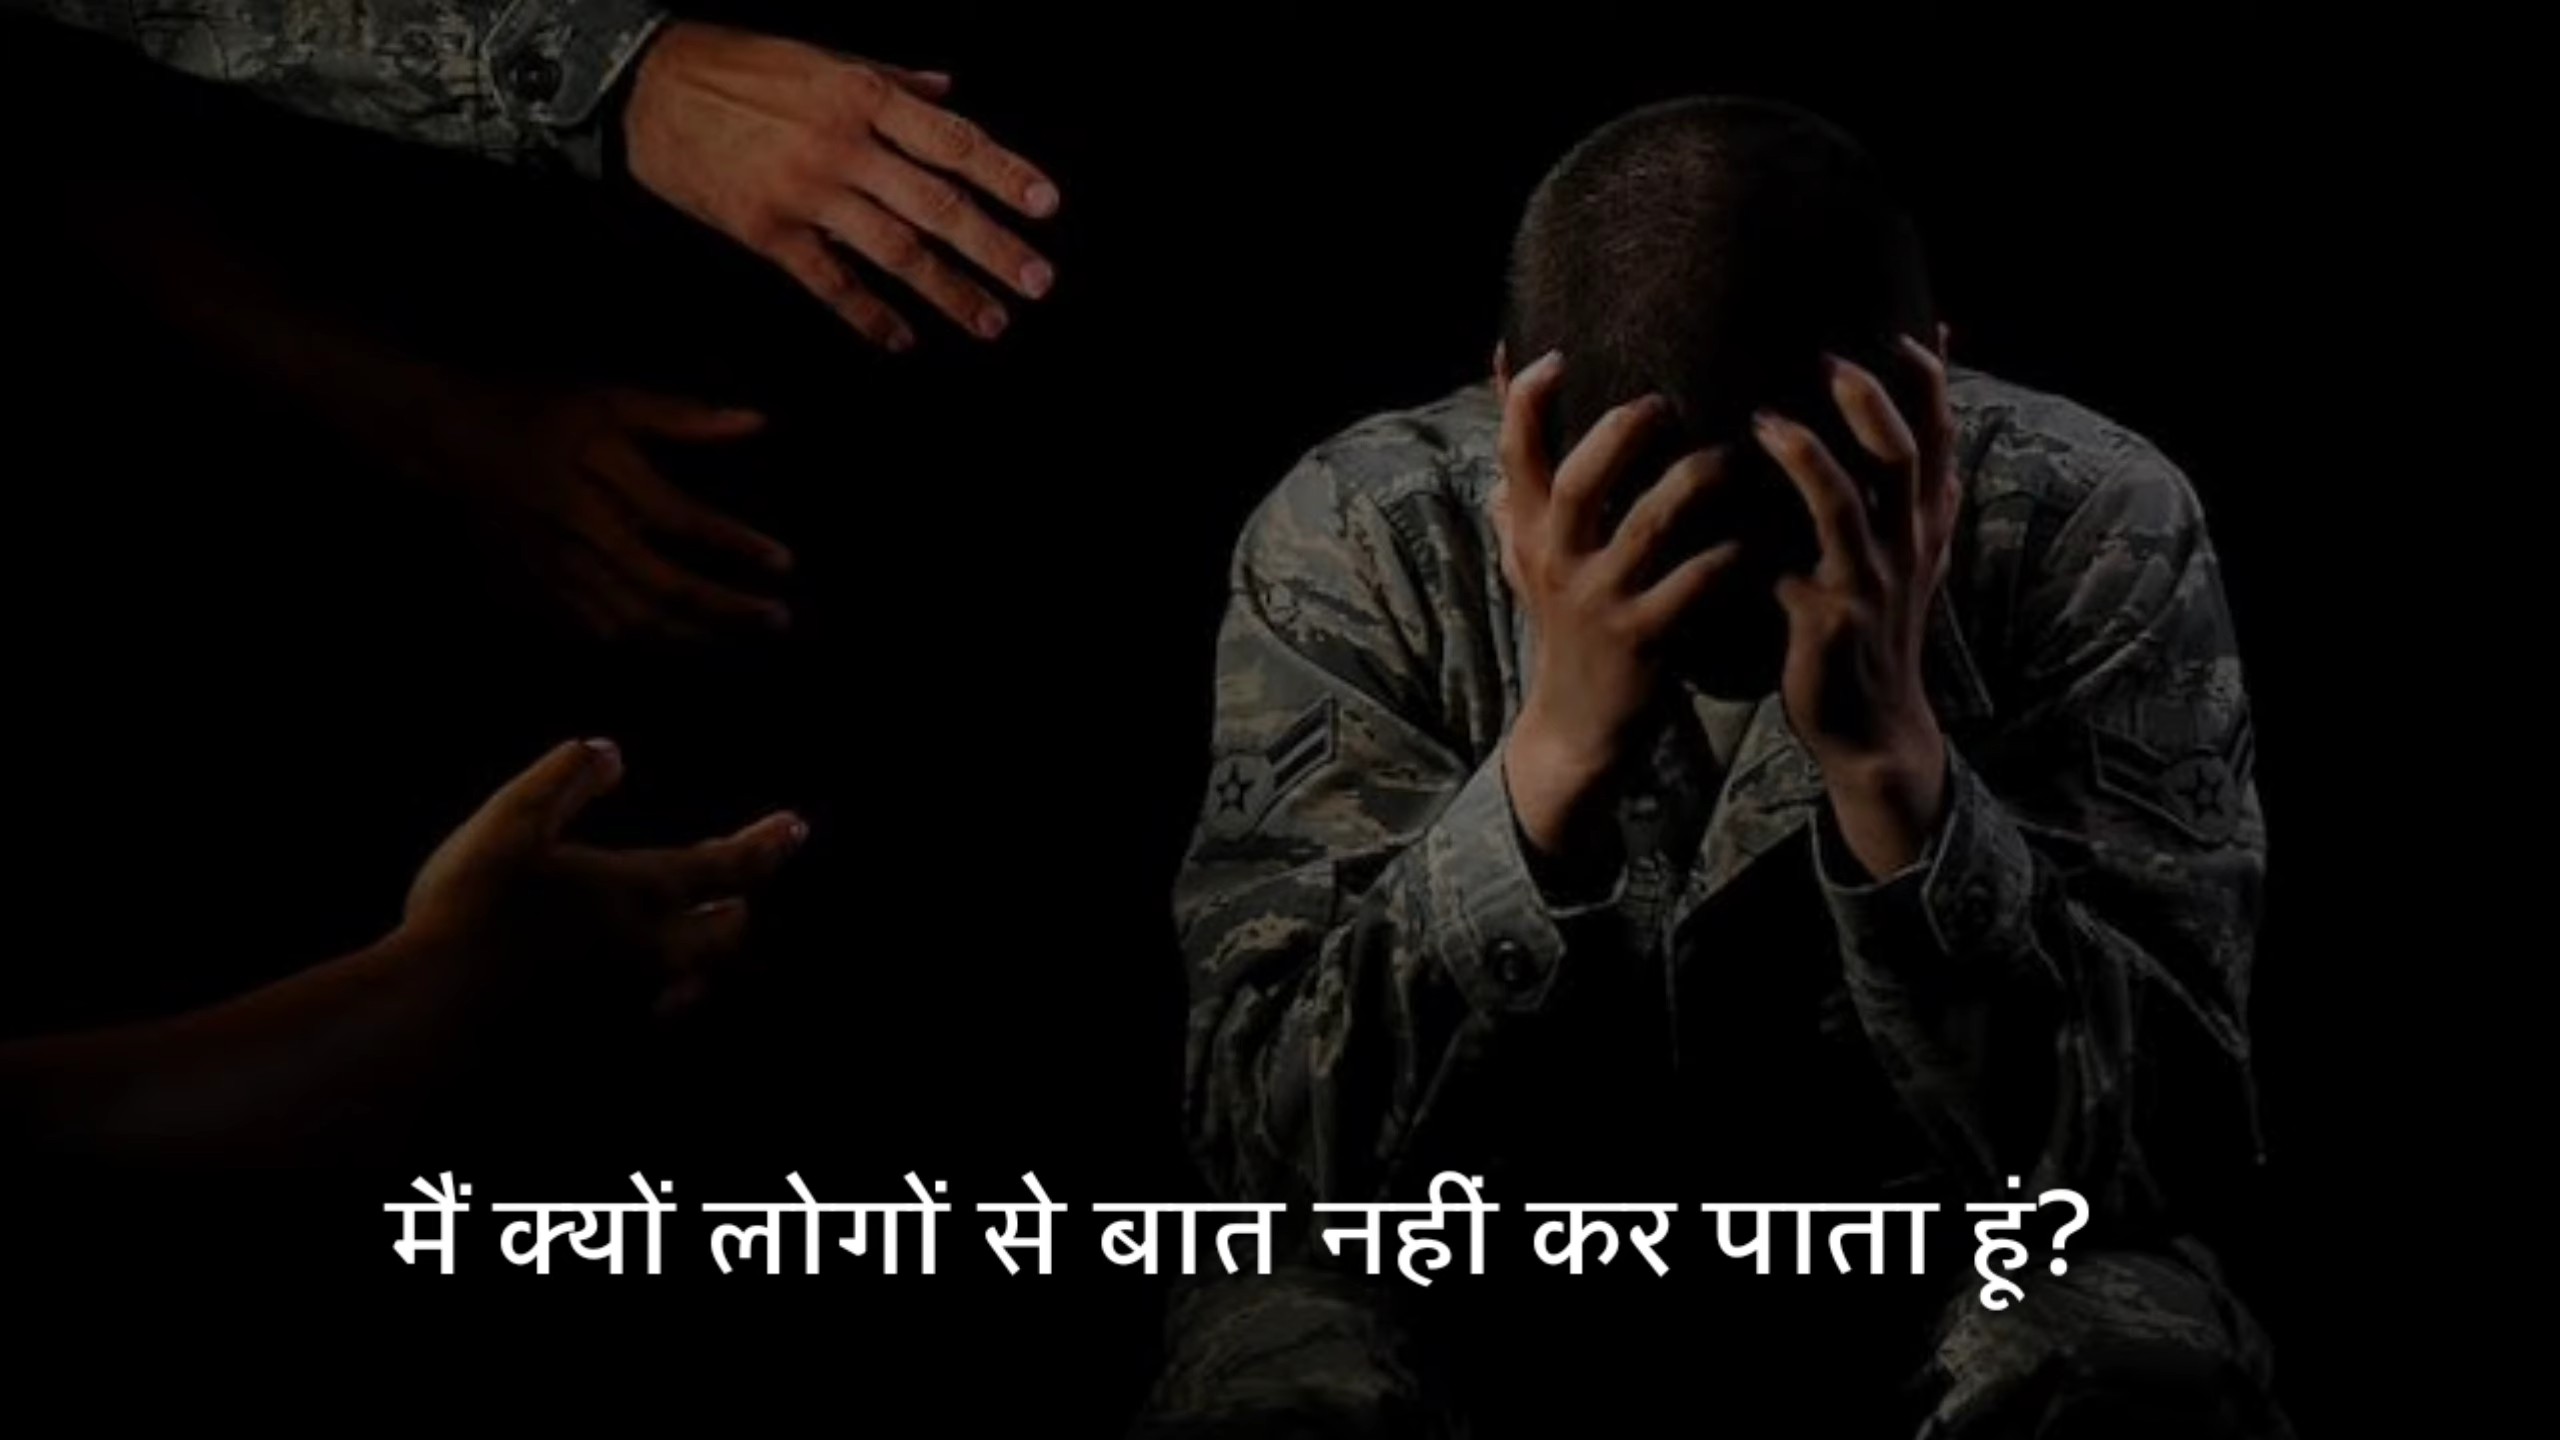 मैं क्यों लोगों से बात नहीं कर पाता हूं?